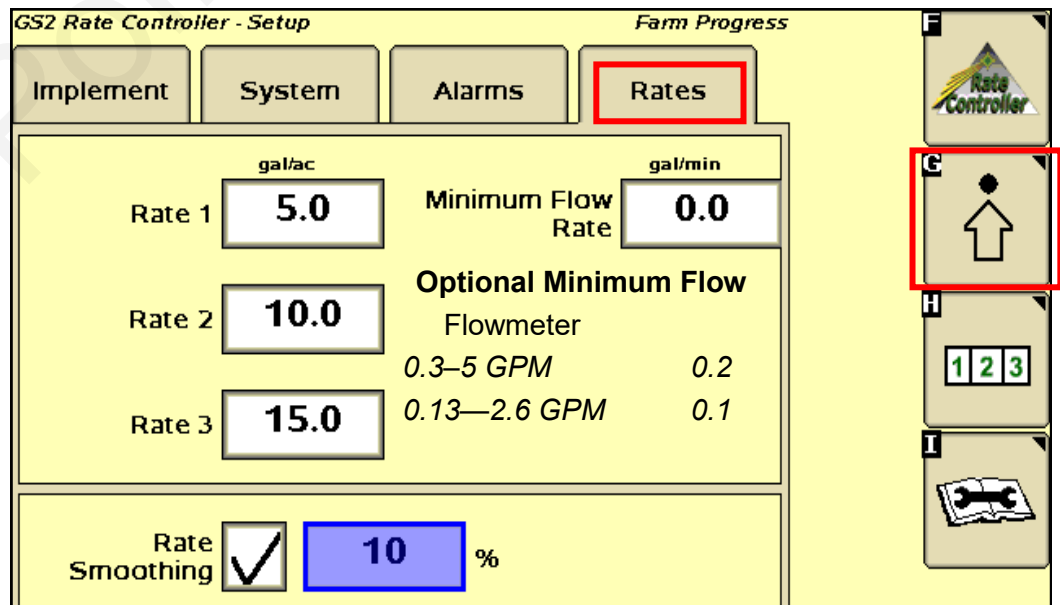 GS2 Rate Controller - Setup
Farm Progress
Implement
System
Alarms
Rates
gal/ac
gal/min
Rate 1
5.0
Minimum Flow
Rate
0.0
Rate 2
10.0
Optional Minimum Flow
Flowmeter
0.3–5 GPM 0.2
0.13—2.6 GPM 0.1
Rate 3
15.0
Rate
Smoothing
10
%
F
Rate
Controller
G
H
1 2 3
I